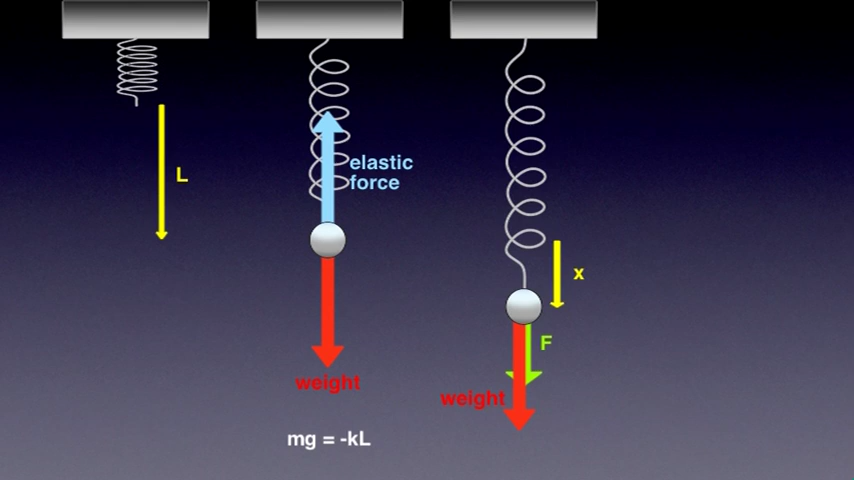 L
elastic
force
weight
mg = -kL
x
F
weight